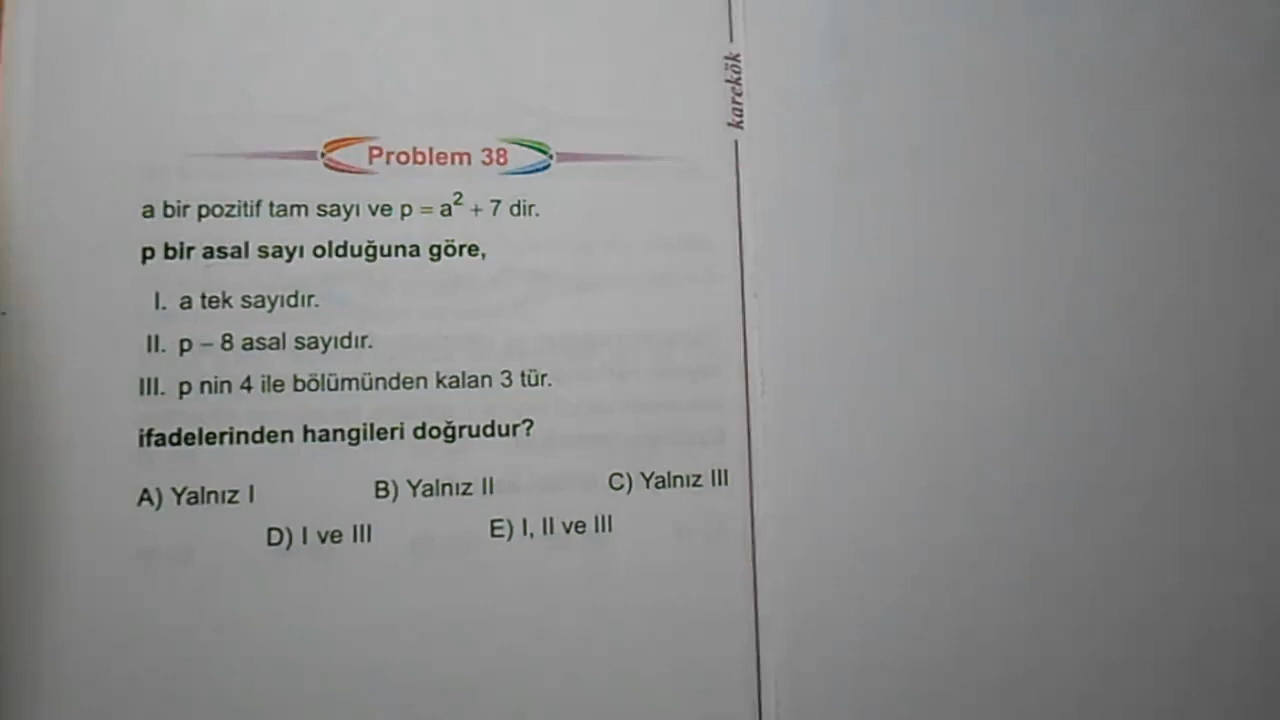 karekök
Problem 38
a bir pozitif tam sayı ve p = a² + 7 dir.
p bir asal sayı olduğuna göre,
I. a tek sayıdır.
II. p – 8 asal sayıdır.
III. p nin 4 ile bölümünden kalan 3 tür.
ifadelerinden hangileri doğrudur?
A) Yalnız I B) Yalnız II C) Yalnız III
D) I ve III E) I, II ve III